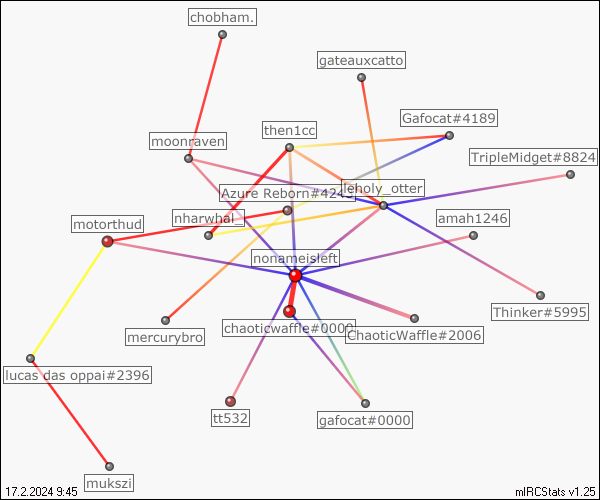 chobham.
gateauxcatto
Gafocat#4189
then1cc
moonraven
TripleMidget#8824
leholy_otter
Azure Reborn#424
nharwhal_
amah1246
motorthud
nonameisleft
Thinker#5995
chaoticwaffle#0000
ChaoticWaffle#2006
mercurybro
lucas das oppai#2396
tt532
gafocat#0000
mukszi
17.2.2024 9:45
mIRCStats v1.25